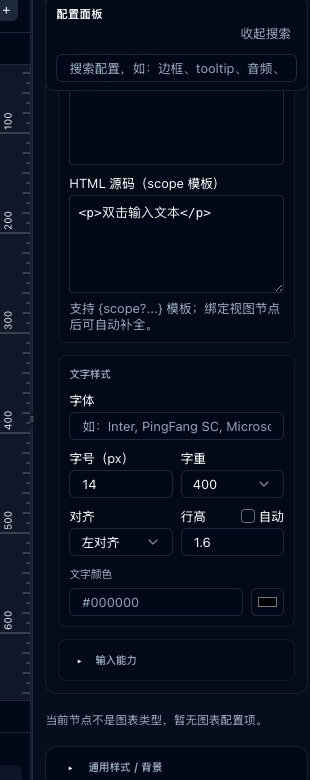 +
配置面板
收起搜索
搜索配置，如：边框、tooltip、音频、
100
HTML 源码（scope 模板）
<p>双击输入文本</p>
200
支持 {scope?...} 模板；绑定视图节点
后可自动补全。
300
文字样式
字体
如：Inter, PingFang SC, Microsc
400
字号（px） 字重
14 400
对齐 行高 自动
500
左对齐 1.6
文字颜色
#000000
600
▸ 输入能力
当前节点不是图表类型，暂无图表配置项。
▸ 通用样式 / 背景